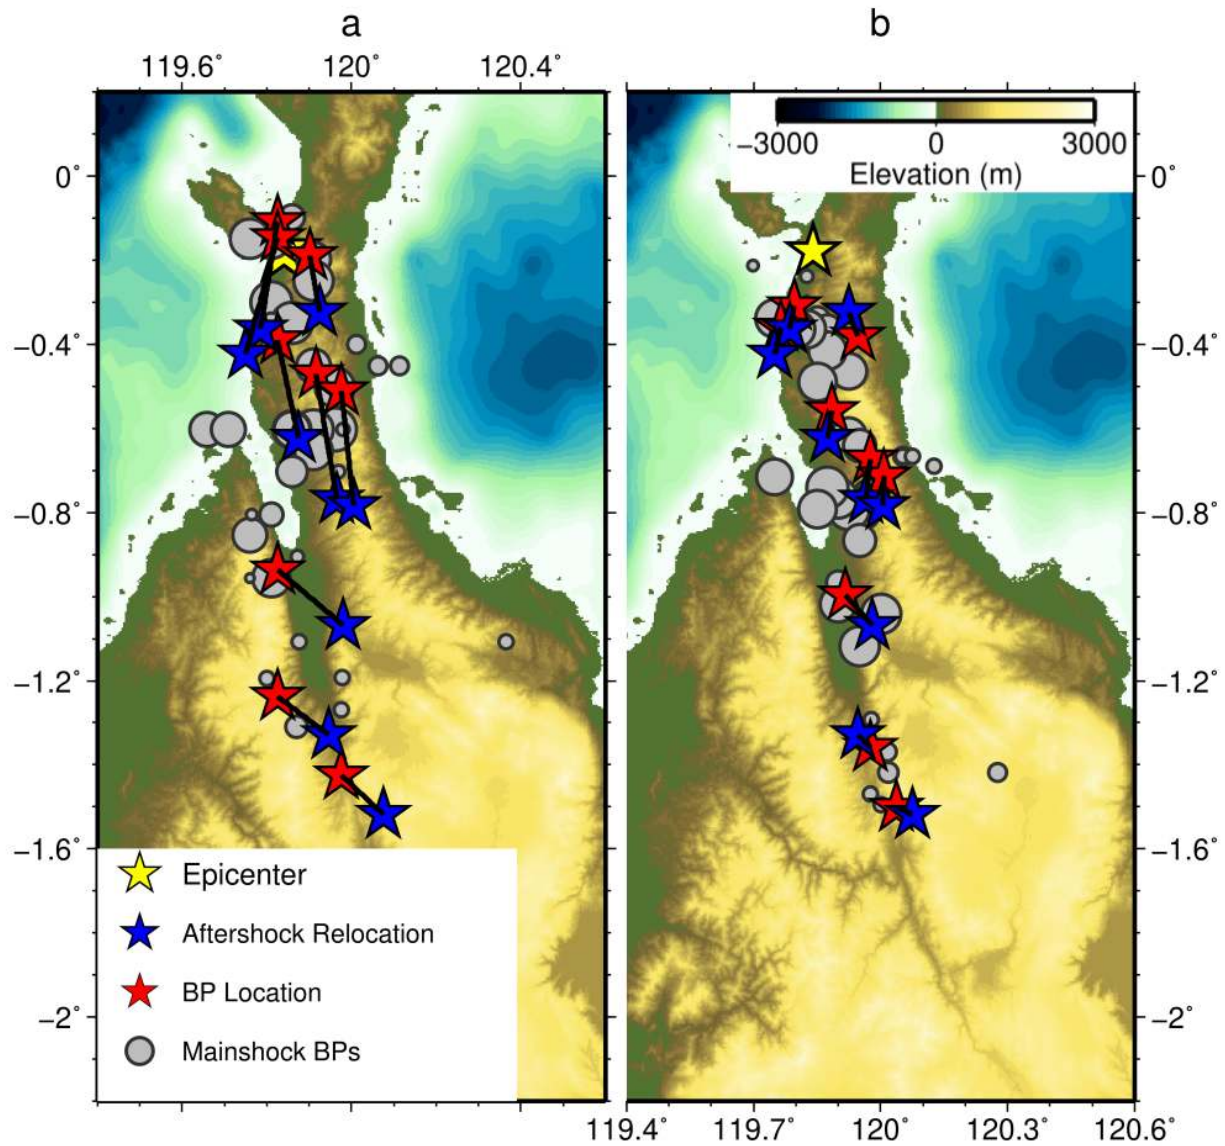 a b
119.6° 120° 120.4°
−3000 0 3000
Elevation (m)
0° 0°
−0.4° −0.4°
−0.8° −0.8°
−1.2° −1.2°
−1.6° −1.6°
Epicenter
Aftershock Relocation
BP Location
−2° −2°
Mainshock BPs
119.4° 119.7° 120.0° 120.3° 120.6°